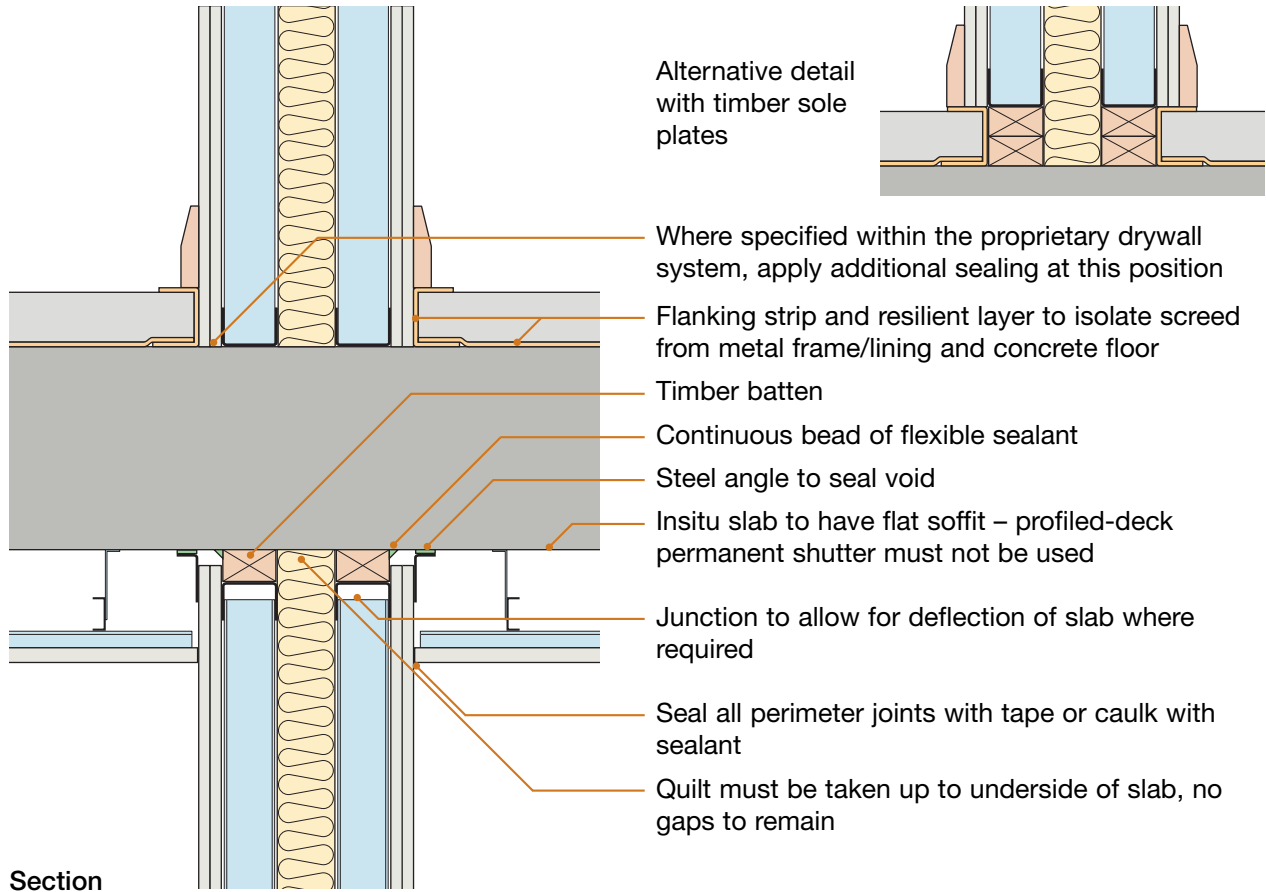 Alternative detail
with timber sole
plates
Where specified within the proprietary drywall
system, apply additional sealing at this position
Flanking strip and resilient layer to isolate screed
from metal frame/lining and concrete floor
Timber batten
Continuous bead of flexible sealant
Steel angle to seal void
Insitu slab to have flat soffit – profiled-deck
permanent shutter must not be used
Junction to allow for deflection of slab where
required
Seal all perimeter joints with tape or caulk with
sealant
Quilt must be taken up to underside of slab, no
gaps to remain
Section